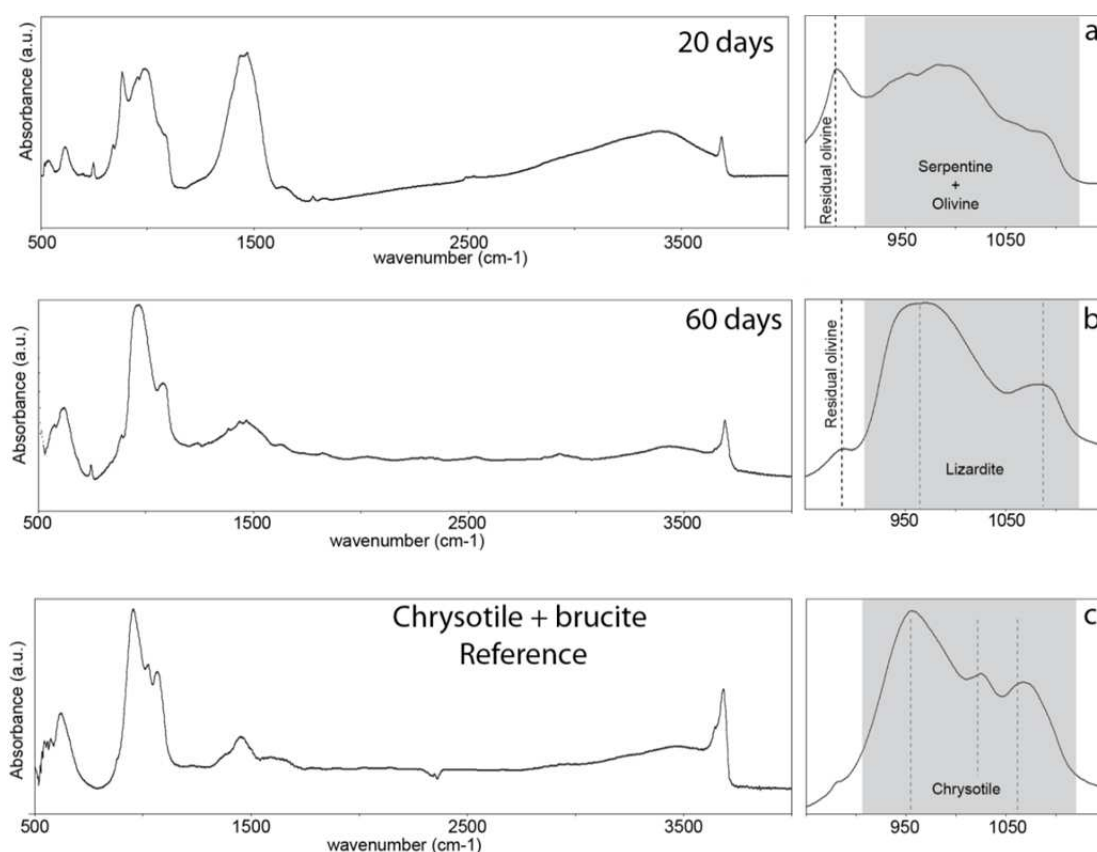 Absorbance (a.u.)
20 days
500
1500
2500
3500
wavenumber (cm-1)
a
Residual olivine
Serpentine
+
Olivine
950
1050
Absorbance (a.u.)
60 days
500
1500
2500
3500
wavenumber (cm-1)
b
Residual olivine
Lizardite
950
1050
Absorbance (a.u.)
Chrysotile + brucite
Reference
500
1500
2500
3500
wavenumber (cm-1)
c
Chrysotile
950
1050